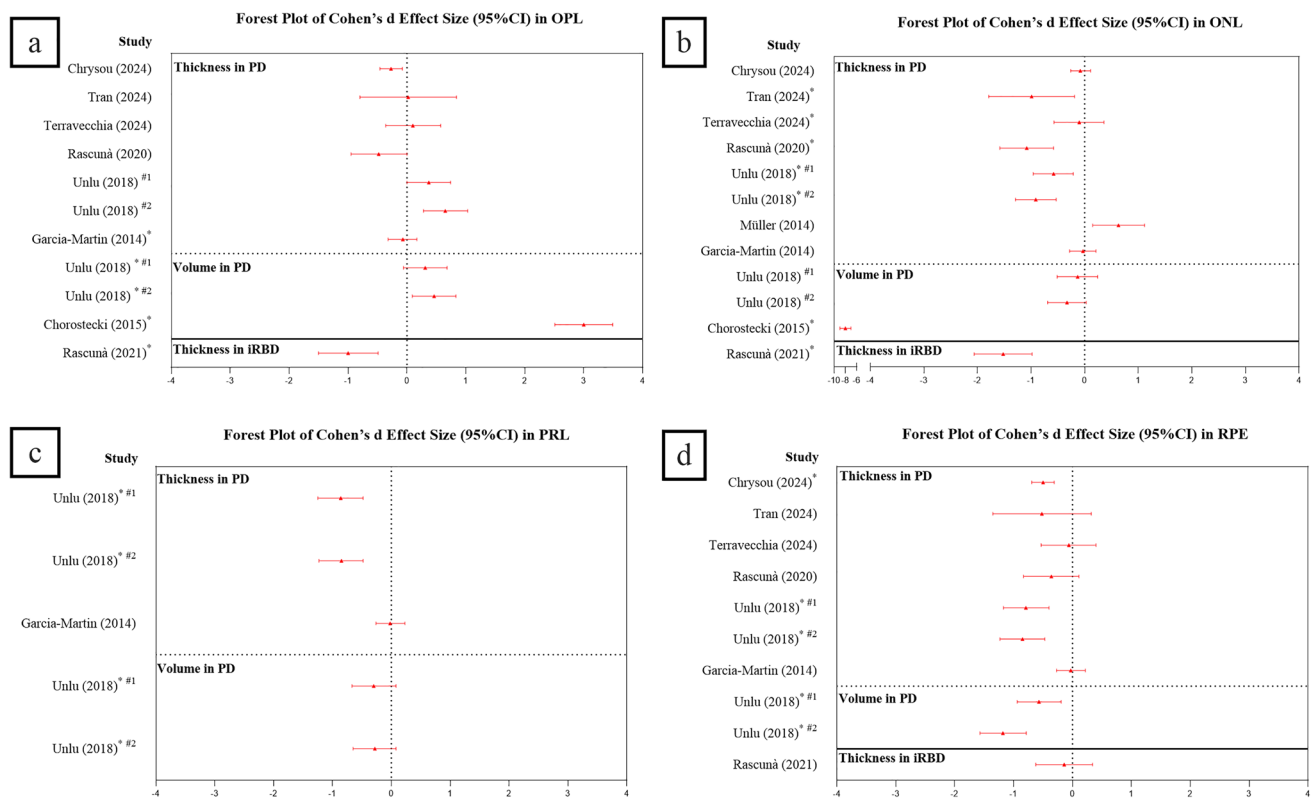 a
Forest Plot of Cohen's d Effect Size (95%CI) in OPL
Study
Thickness in PD
Chrysou (2024)
Tran (2024)
Terravecchia (2024)
Rascunà (2020)
Unlu (2018) #1
Unlu (2018) #2
Garcia-Martin (2014)*
Volume in PD
Unlu (2018) * #1
Unlu (2018) * #2
Chorostecki (2015)*
Thickness in iRBD
Rascunà (2021)*
-4 -3 -2 -1 0 1 2 3 4
b
Forest Plot of Cohen's d Effect Size (95%CI) in ONL
Study
Thickness in PD
Chrysou (2024)
Tran (2024)*
Terravecchia (2024)*
Rascunà (2020)*
Unlu (2018)* #1
Unlu (2018)* #2
Müller (2014)
Garcia-Martin (2014)
Volume in PD
Unlu (2018) #1
Unlu (2018) #2
Chorostecki (2015)*
Thickness in iRBD
Rascunà (2021)*
-10 -8 -6 -4 -3 -2 -1 0 1 2 3 4
c
Forest Plot of Cohen's d Effect Size (95%CI) in PRL
Study
Thickness in PD
Unlu (2018)* #1
Unlu (2018)* #2
Garcia-Martin (2014)
Volume in PD
Unlu (2018)* #1
Unlu (2018)* #2
-4 -3 -2 -1 0 1 2 3 4
d
Forest Plot of Cohen's d Effect Size (95%CI) in RPE
Study
Thickness in PD
Chrysou (2024)*
Tran (2024)
Terravecchia (2024)
Rascunà (2020)
Unlu (2018)* #1
Unlu (2018)* #2
Garcia-Martin (2014)
Volume in PD
Unlu (2018)* #1
Unlu (2018)* #2
Thickness in iRBD
Rascunà (2021)
-4 -3 -2 -1 0 1 2 3 4